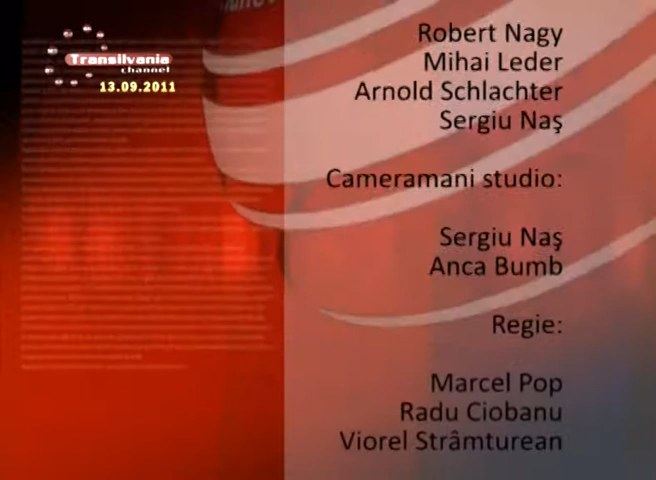 Transilvania
channel
13.09.2011
Robert Nagy
Mihai Leder
Arnold Schlachter
Sergiu Naş
Cameramani studio:
Sergiu Naş
Anca Bumb
Regie:
Marcel Pop
Radu Ciobanu
Viorel Strâmturean